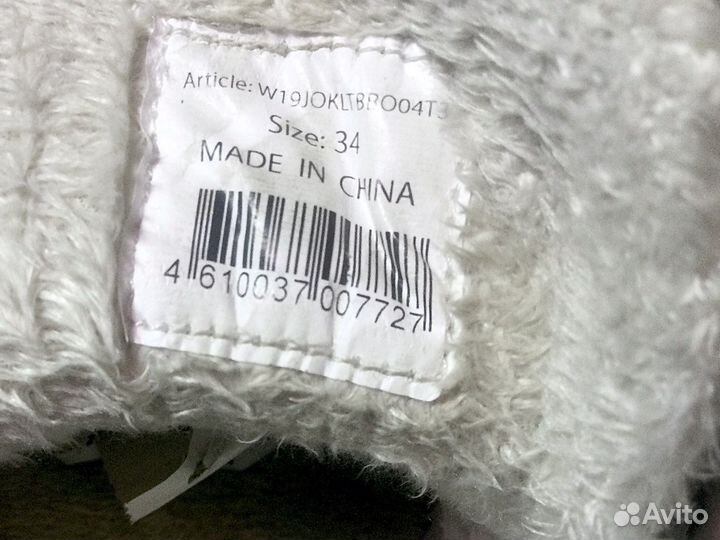 Article: W19JOKLTBRO04T3
Size: 34
MADE IN CHINA
4 610037 007727
Avito